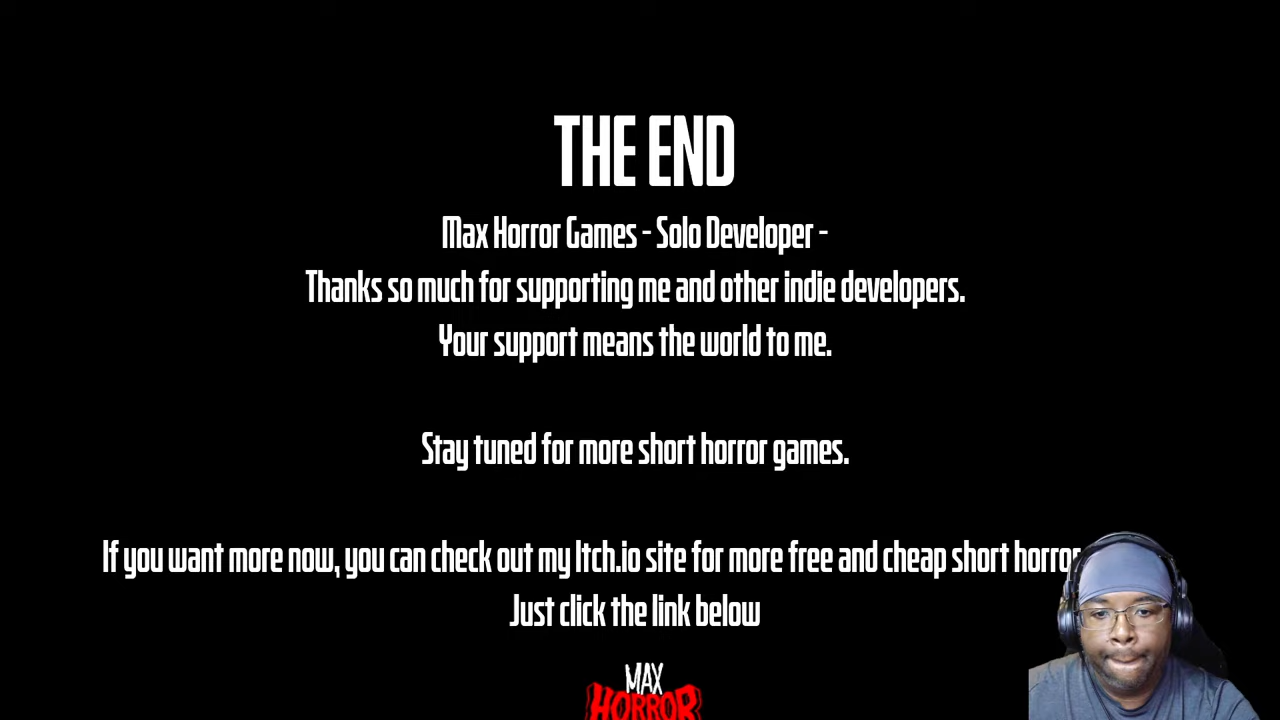 THE END
Max Horror Games - Solo Developer -
Thanks so much for supporting me and other indie developers.
Your support means the world to me.
Stay tuned for more short horror games.
If you want more now, you can check out my Itch.io site for more free and cheap short horror
Just click the link below
MAX
HORROR